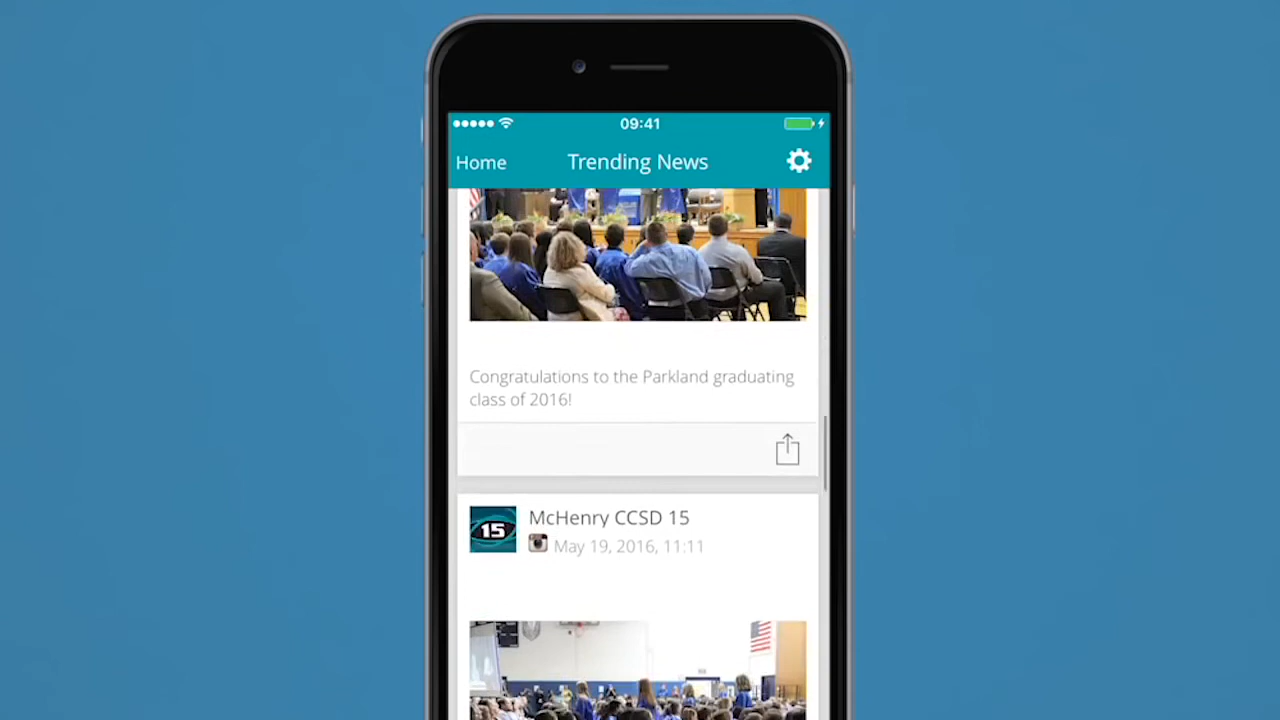 09:41
Home Trending News
Congratulations to the Parkland graduating
class of 2016!
McHenry CCSD 15
15
May 19, 2016, 11:11